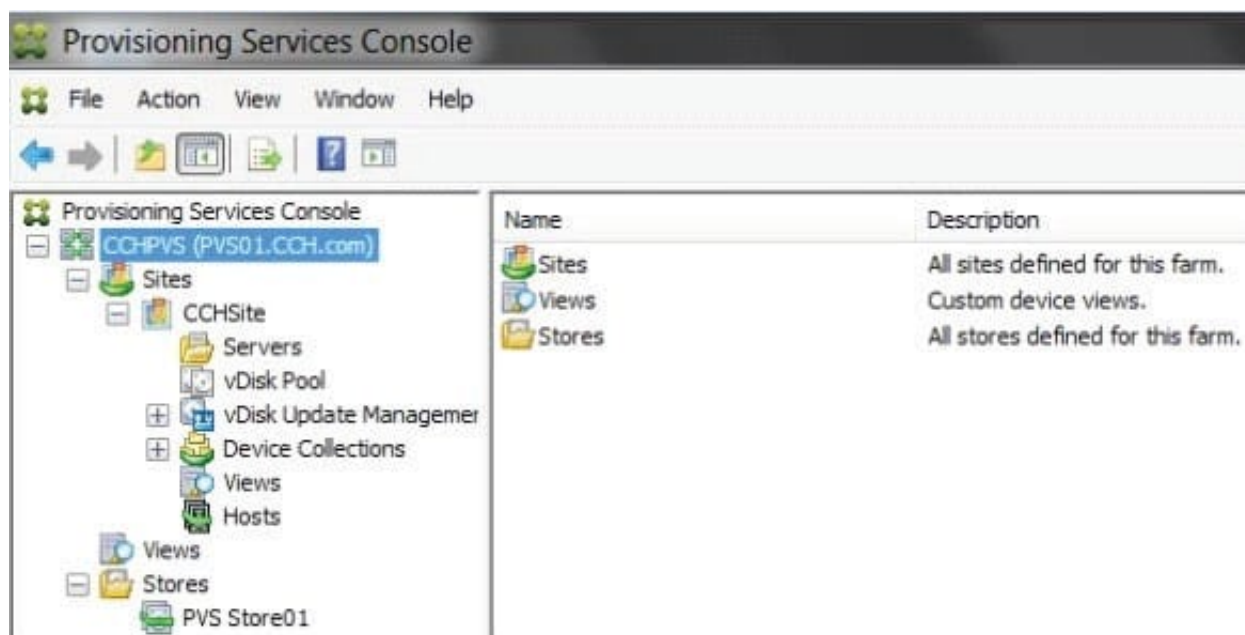 Provisioning Services Console
File Action View Window Help
Provisioning Services Console
CCHPVS (PVS01.CCH.com)
Sites
CCHSite
Servers
vDisk Pool
vDisk Update Managemer
Device Collections
Views
Hosts
Views
Stores
PVS Store01
Name Description
Sites All sites defined for this farm.
Views Custom device views.
Stores All stores defined for this farm.